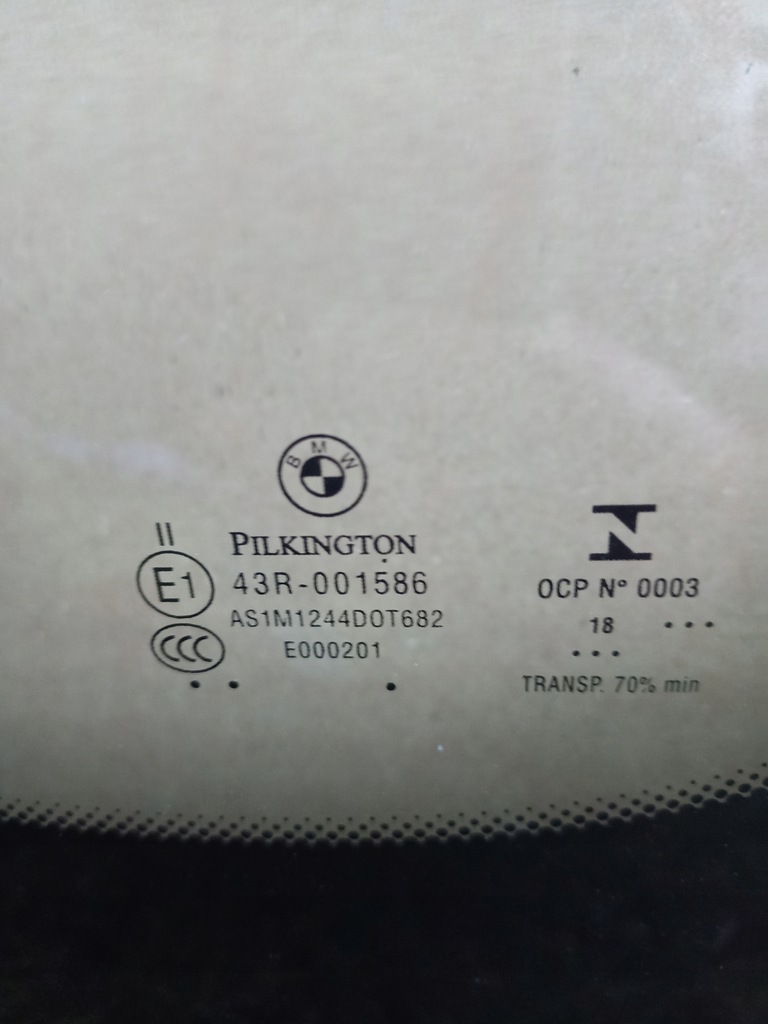 BMW
II
PILKINGTON
E1
43R-001586
AS1M1244DOT682
CCC
E000201
OCP N° 0003
18 • • •
• • •
TRANSP. 70% min